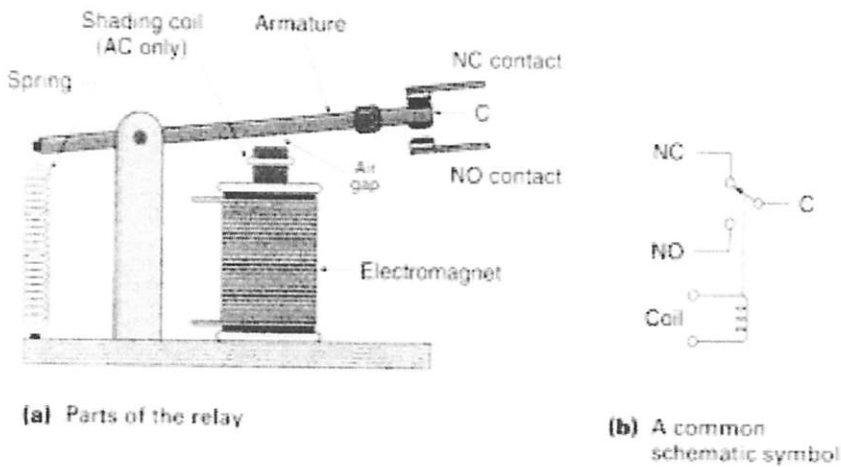 Shading coil
(AC only)
Armature
Spring
NC contact
C
Air
gap
NO contact
Electromagnet
NC
C
NO
Coil
(a) Parts of the relay
(b) A common
schematic symbol